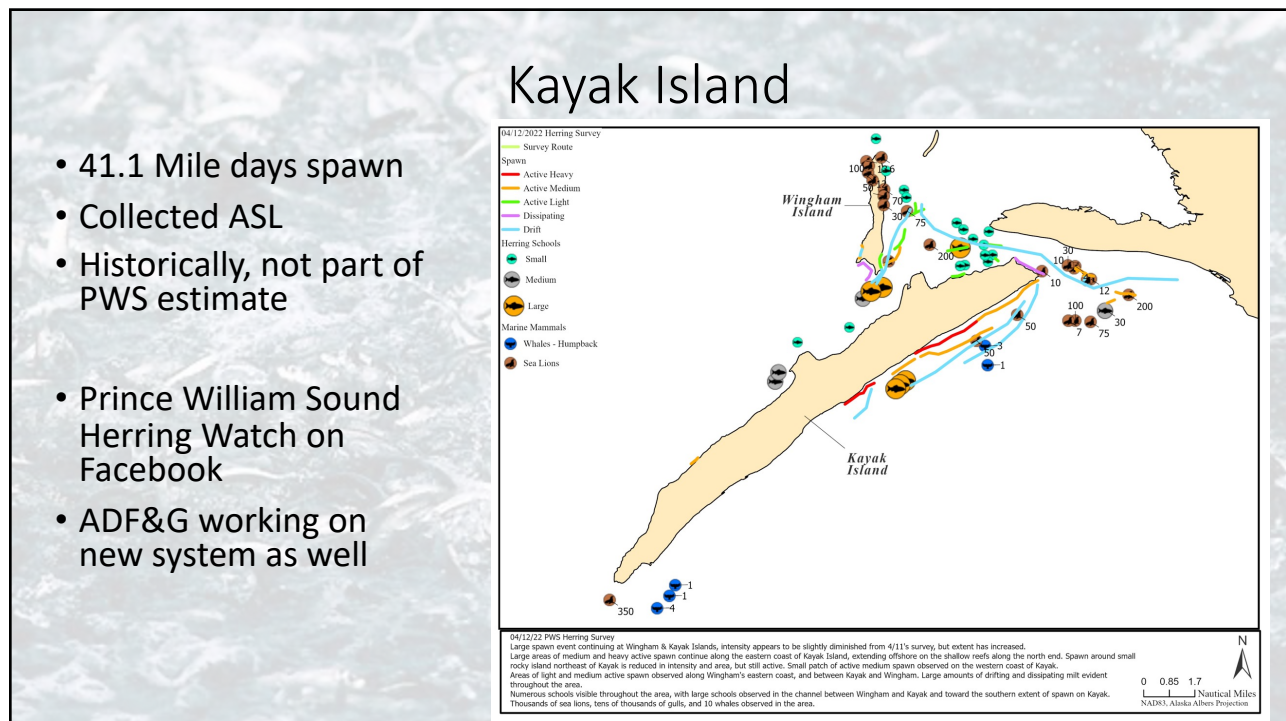 Kayak Island
• 41.1 Mile days spawn
• Collected ASL
• Historically, not part of
PWS estimate
• Prince William Sound
Herring Watch on
Facebook
• ADF&G working on
new system as well
04/12/2022 Herring Survey
Survey Route
Spawn
Active Heavy
Active Medium
Active Light
Dissipating
Drift
Herring Schools
Small
Medium
Large
Marine Mammals
Whales - Humpback
Sea Lions
Wingham
Island
100
50
70
30
75
200
30
10
10
12
200
100
30
7
75
50
50
3
1
Kayak
Island
1
1
4
350
04/12/22 PWS Herring Survey
Large spawn event continuing at Wingham & Kayak Islands, intensity appears to be slightly diminished from 4/11's survey, but extent has increased.
Large areas of medium and heavy active spawn continue along the eastern coast of Kayak Island, extending offshore on the shallow reefs along the north end. Spawn around small
rocky island northeast of Kayak is reduced in intensity and area, but still active. Small patch of active medium spawn observed on the western coast of Kayak.
Areas of light and medium active spawn observed along Wingham's eastern coast, and between Kayak and Wingham. Large amounts of drifting and dissipating milt evident
throughout the area.
Numerous schools visible throughout the area, with large schools observed in the channel between Wingham and Kayak and toward the southern extent of spawn on Kayak.
Thousands of sea lions, tens of thousands of gulls, and 10 whales observed in the area.
N
0 0.85 1.7
Nautical Miles
NAD83, Alaska Albers Projection